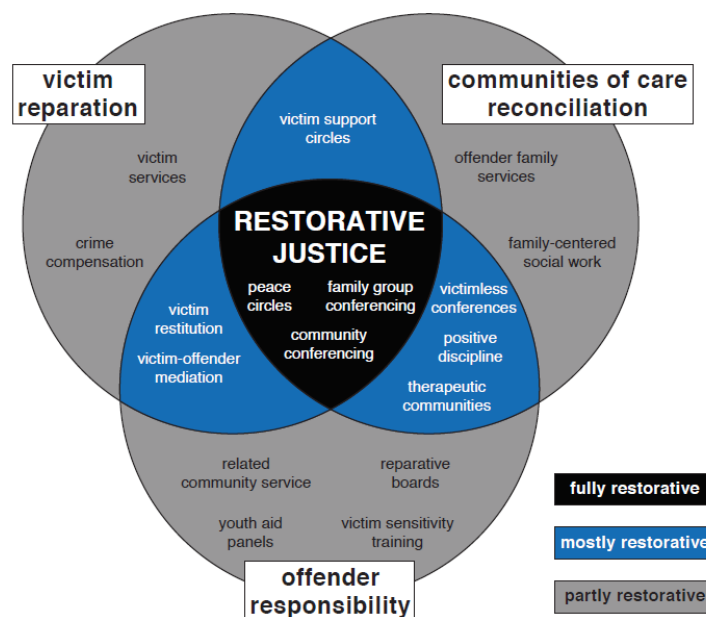 victim
reparation
communities of care
reconciliation
victim support
circles
victim
services
offender family
services
crime
compensation
family-centered
social work
RESTORATIVE
JUSTICE
peace
circles
family group
conferencing
community
conferencing
victim
restitution
victim-offender
mediation
victimless
conferences
positive
discipline
therapeutic
communities
related
community service
reparative
boards
youth aid
panels
victim sensitivity
training
offender
responsibility
fully restorative
mostly restorative
partly restorative